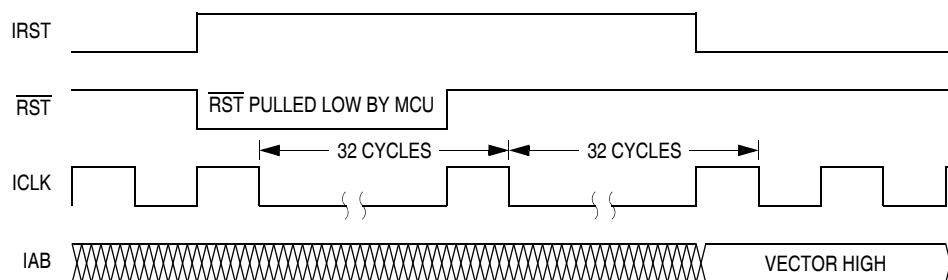 IRST
RST
RST PULLED LOW BY MCU
32 CYCLES
32 CYCLES
ICLK
IAB
VECTOR HIGH